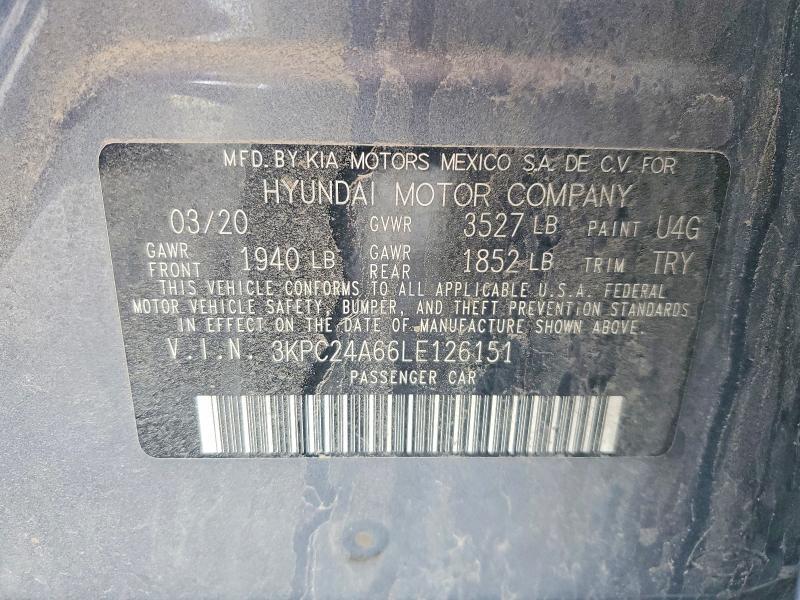 MFD. BY KIA MOTORS MEXICO S.A. DE C.V. FOR
HYUNDAI MOTOR COMPANY
03/20 GVWR 3527 LB PAINT U4G
GAWR FRONT 1940 LB GAWR REAR 1852 LB TRIM TRY
THIS VEHICLE CONFORMS TO ALL APPLICABLE U.S.A. FEDERAL
MOTOR VEHICLE SAFETY, BUMPER, AND THEFT PREVENTION STANDARDS
IN EFFECT ON THE DATE OF MANUFACTURE SHOWN ABOVE.
V.I.N. 3KPC24A66LE126151
PASSENGER CAR